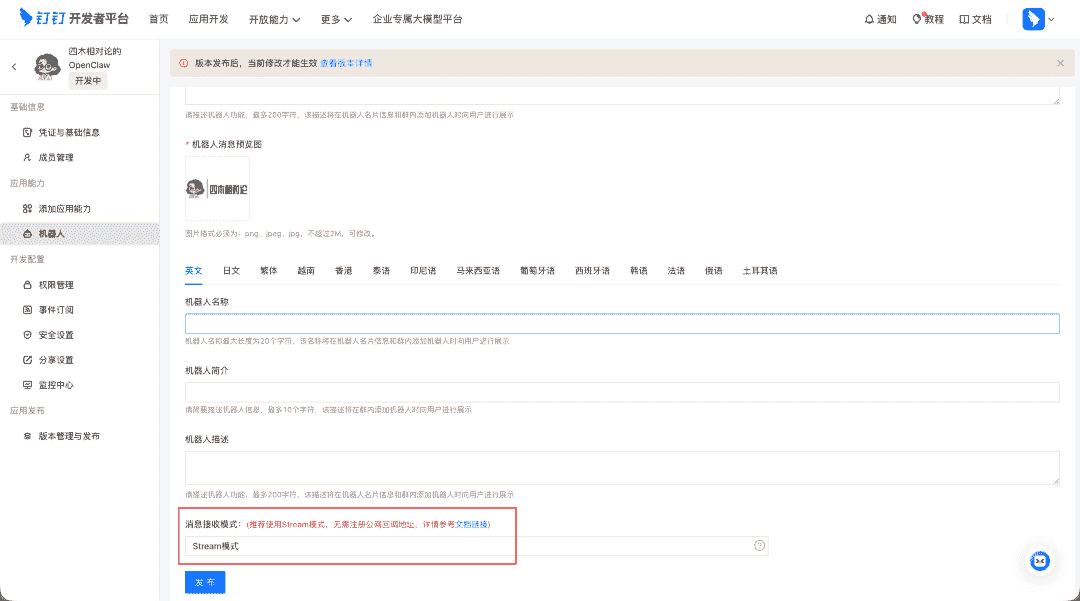 钉钉 开发者平台 首页 应用开发 开放能力 更多 企业专属大模型平台 通知 教程 文档
四木相对论的
OpenClaw
开发中
版本发布后，当前修改才能生效 查看版本详情
基础信息
凭证与基础信息
成员管理
应用能力
添加应用能力
机器人
开发配置
权限管理
事件订阅
安全设置
分享设置
监控中心
应用发布
版本管理与发布
请描述机器人功能，最多200字符，该描述将在机器人名片信息和群内添加机器人时向用户进行展示
* 机器人消息预览图
四木相对论
图片格式必须为：png、jpeg、jpg，不超过2M，可修改。
英文 日文 繁体 越南 香港 泰语 印尼语 马来西亚语 葡萄牙语 西班牙语 韩语 法语 俄语 土耳其语
机器人名称
机器人名称最大长度为20个字符，该名称将在机器人名片信息和群内添加机器人时向用户进行展示
机器人简介
请简要描述机器人信息，最多10个字符，该描述将在群内添加机器人时向用户进行展示
机器人描述
请描述机器人功能，最多200字符，该描述将在机器人名片信息和群内添加机器人时向用户进行展示
消息接收模式：(推荐使用Stream模式，无需注册公网回调地址，详情参考文档链接)
Stream模式
发 布